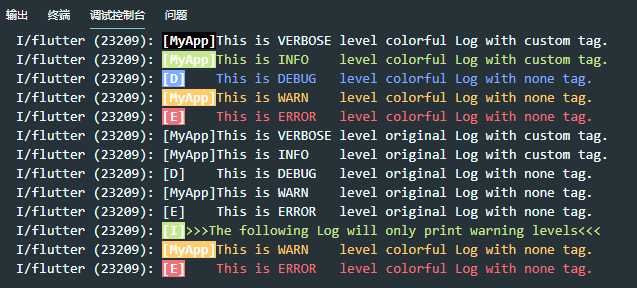 输出 终端 调试控制台 问题
I/flutter (23209): [MyApp]This is VERBOSE level colorful Log with custom tag.
I/flutter (23209): [MyApp]This is INFO    level colorful Log with custom tag.
I/flutter (23209): [D]    This is DEBUG   level colorful Log with none tag.
I/flutter (23209): [MyApp]This is WARN    level colorful Log with none tag.
I/flutter (23209): [E]    This is ERROR   level colorful Log with none tag.
I/flutter (23209): [MyApp]This is VERBOSE level original Log with custom tag.
I/flutter (23209): [MyApp]This is INFO    level original Log with custom tag.
I/flutter (23209): [D]    This is DEBUG   level original Log with none tag.
I/flutter (23209): [MyApp]This is WARN    level original Log with none tag.
I/flutter (23209): [E]    This is ERROR   level original Log with none tag.
I/flutter (23209): [I]>>>The following Log will only print warning levels<<<
I/flutter (23209): [MyApp]This is WARN    level colorful Log with none tag.
I/flutter (23209): [E]    This is ERROR   level colorful Log with none tag.